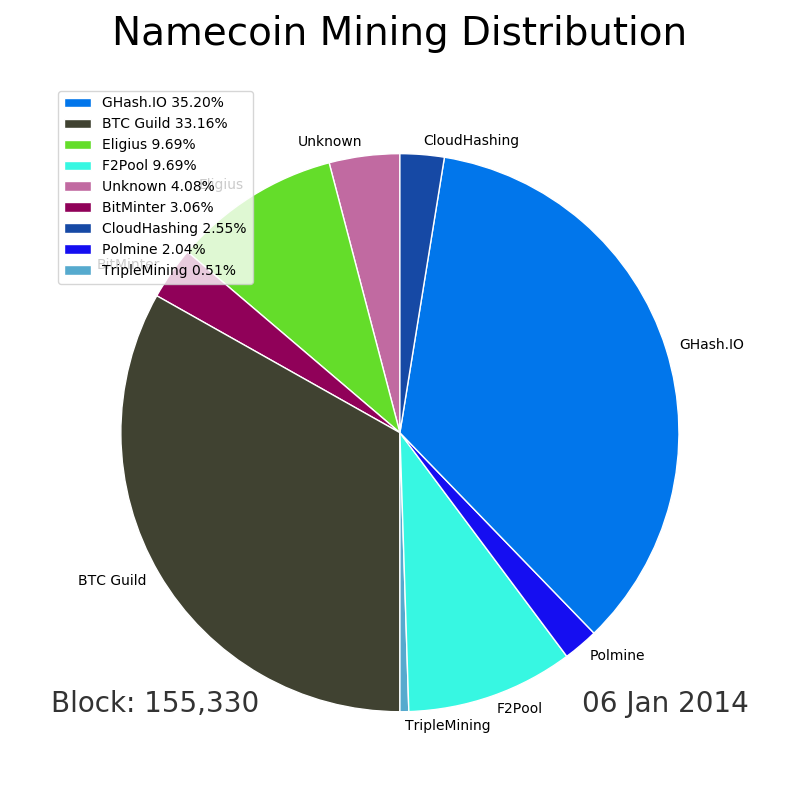 Namecoin Mining Distribution
GHash.IO 35.20%
BTC Guild 33.16%
Eligius 9.69%
F2Pool 9.69%
Unknown 4.08%
BitMinter 3.06%
CloudHashing 2.55%
Polmine 2.04%
TripleMining 0.51%
Unknown
CloudHashing
Eligius
BitMinter
GHash.IO
BTC Guild
Polmine
F2Pool
TripleMining
Block: 155,330
06 Jan 2014